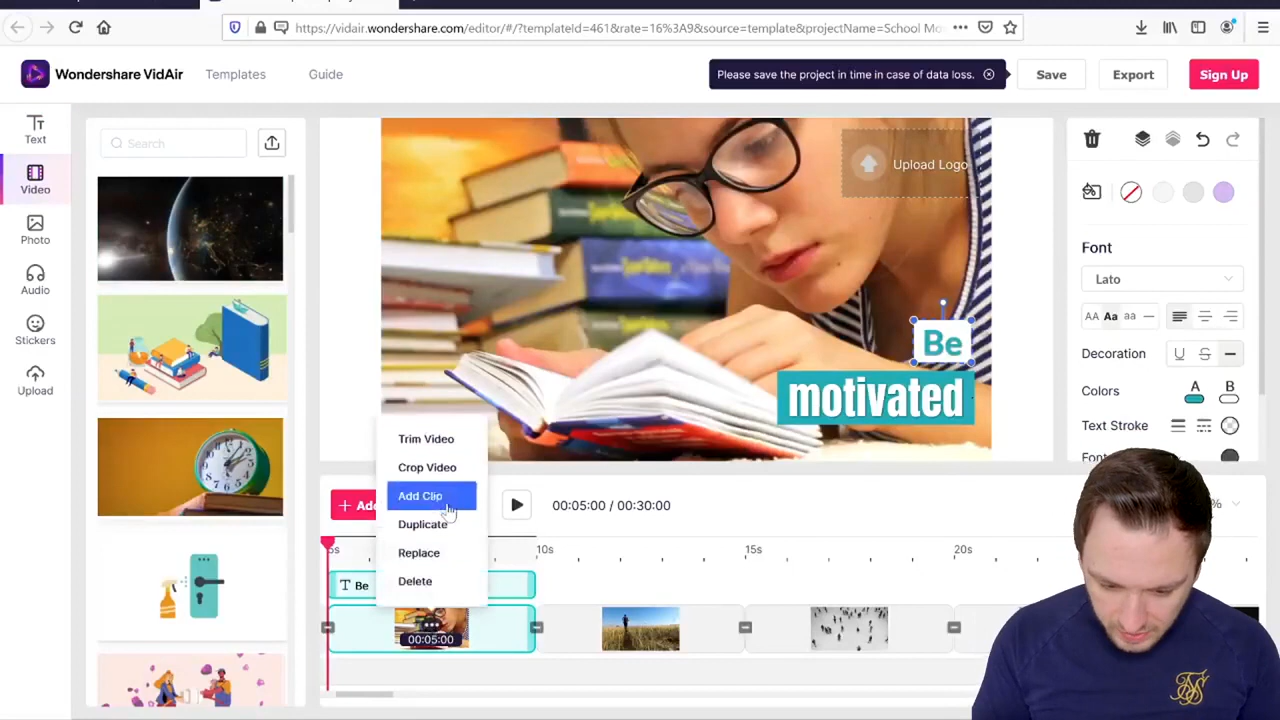 https://vidair.wondershare.com/editor/#/?templateId=461&rate=16%3A9&source=template&projectName=School Mo
Wondershare VidAir
Templates
Guide
Please save the project in time in case of data loss.
Save
Export
Sign Up
Text
Video
Photo
Audio
Stickers
Upload
Search
Upload Logo
Be
motivated
Font
Lato
AA Aa aa
Decoration
Colors
A B
Text Stroke
Trim Video
Crop Video
Add Clip
Duplicate
Replace
Delete
00:05:00 / 00:30:00
%
5s 10s 15s 20s
T Be
00:05:00